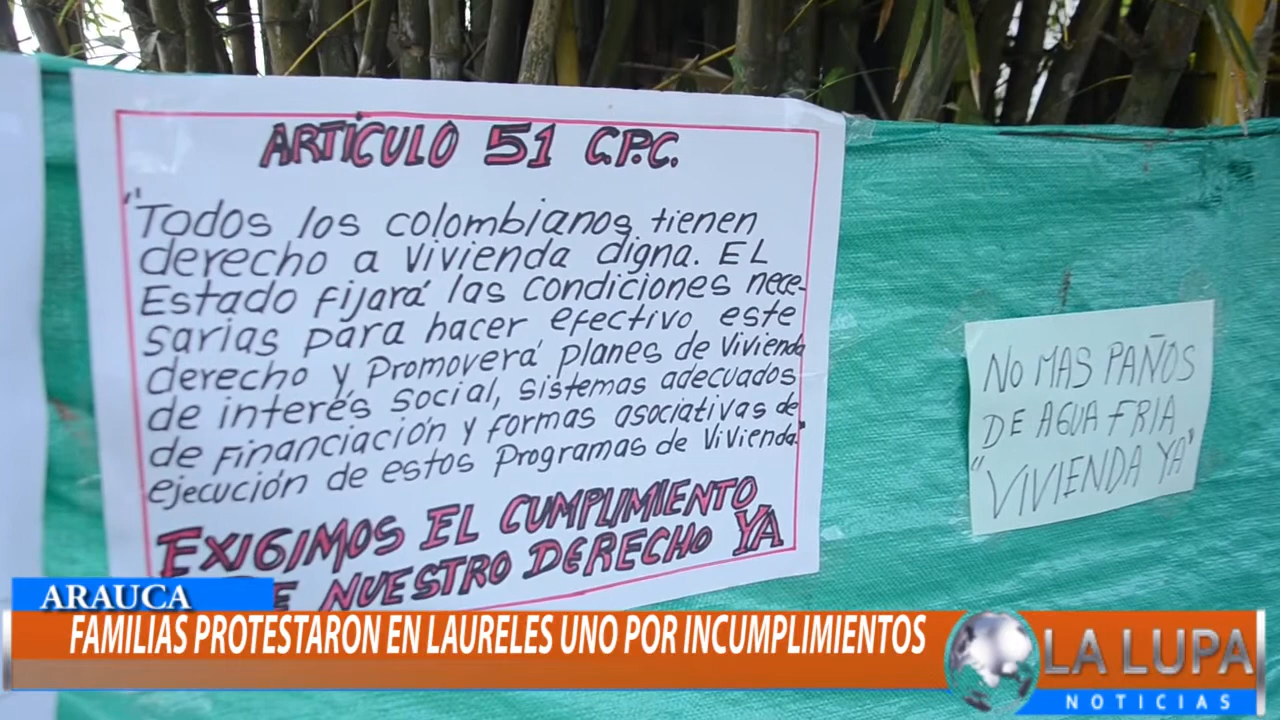 ARTÍCULO 51 C.P.C.
"Todos los colombianos tienen
derecho a vivienda digna. EL
Estado fijará las condiciones nece-
sarias para hacer efectivo este
derecho y Promoverá planes de vivienda
de interés social, sistemas adecuados
de financiación y formas asociativas de
ejecución de estos Programas de Vivienda"
EXIGIMOS EL CUMPLIMIENTO
DE NUESTRO DERECHO YA
NO MAS PAÑOS
DE AGUA FRIA
"VIVIENDA YA"
ARAUCA
FAMILIAS PROTESTARON EN LAURELES UNO POR INCUMPLIMIENTOS
LA LUPA
NOTICIAS